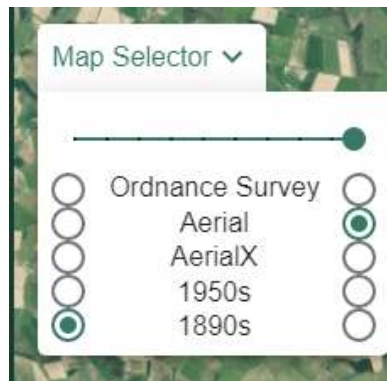 Map Selector
Ordnance Survey
Aerial
AerialX
1950s
1890s